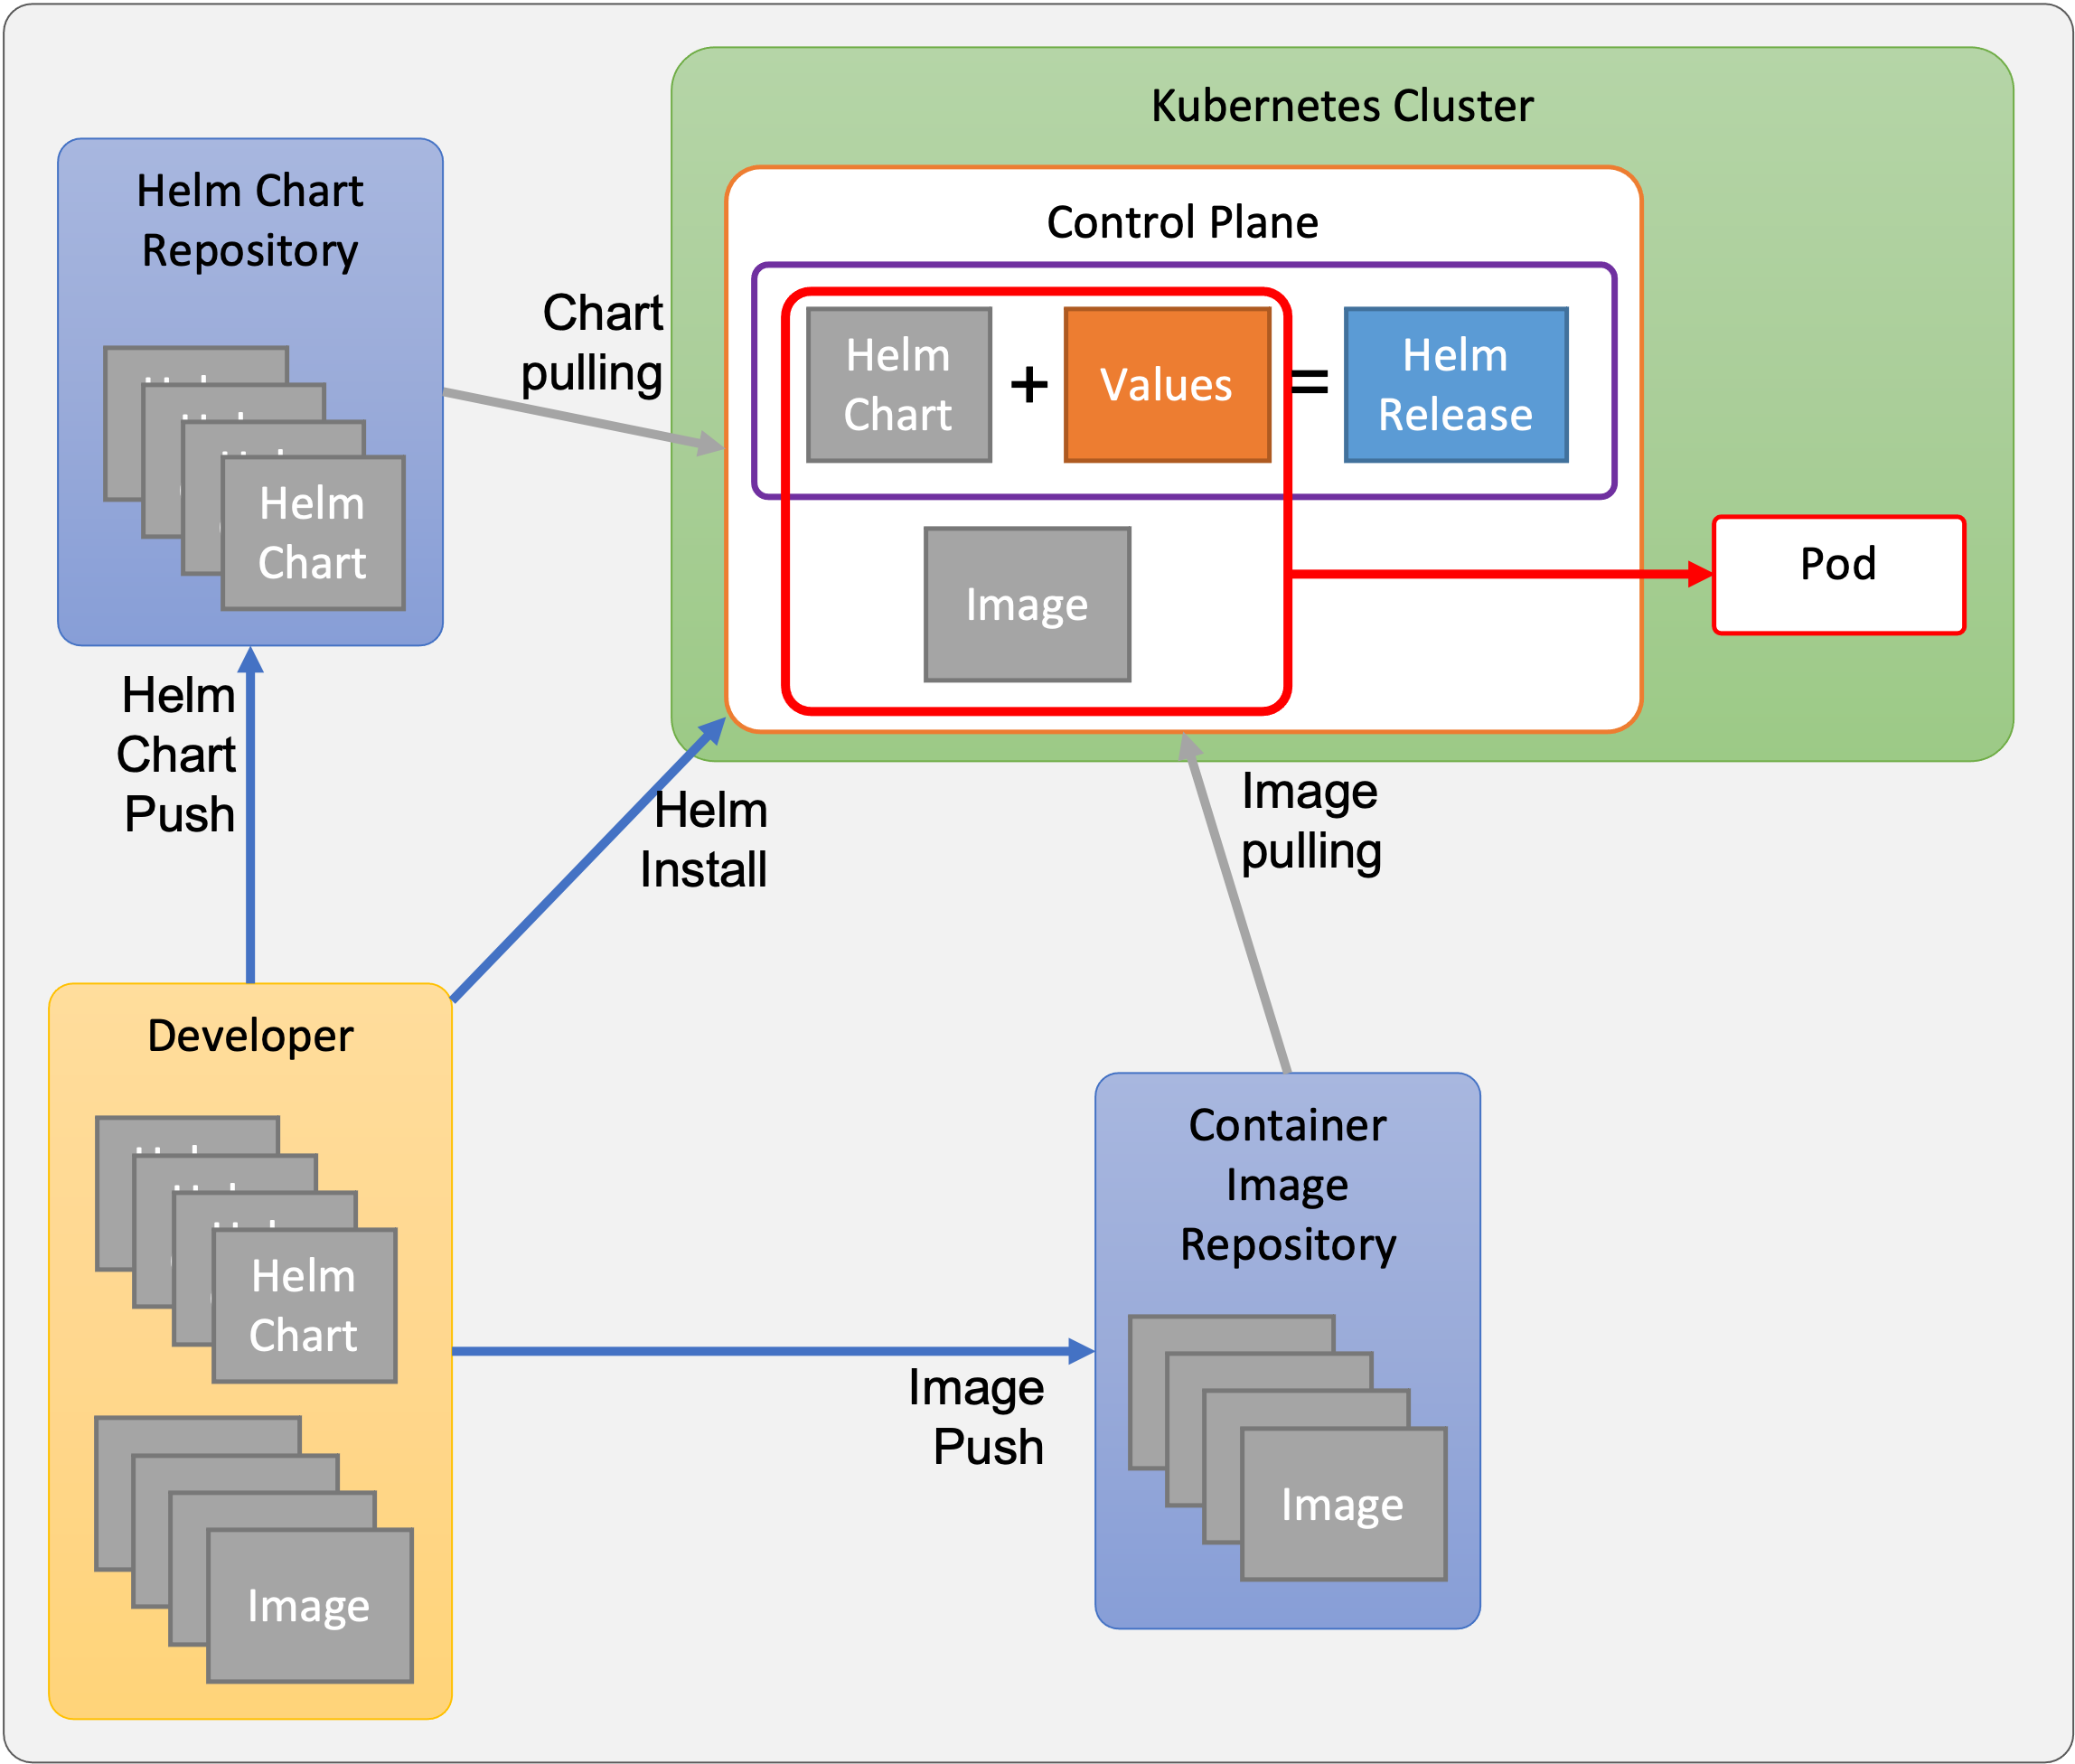 Kubernetes Cluster
Helm Chart
Repository
Helm
Chart
Chart
pulling
Control Plane
Helm
Chart
+
Values
=
Helm
Release
Image
Pod
Helm
Chart
Push
Helm
Install
Image
pulling
Developer
Helm
Chart
Image
Image
Push
Container
Image
Repository
Image